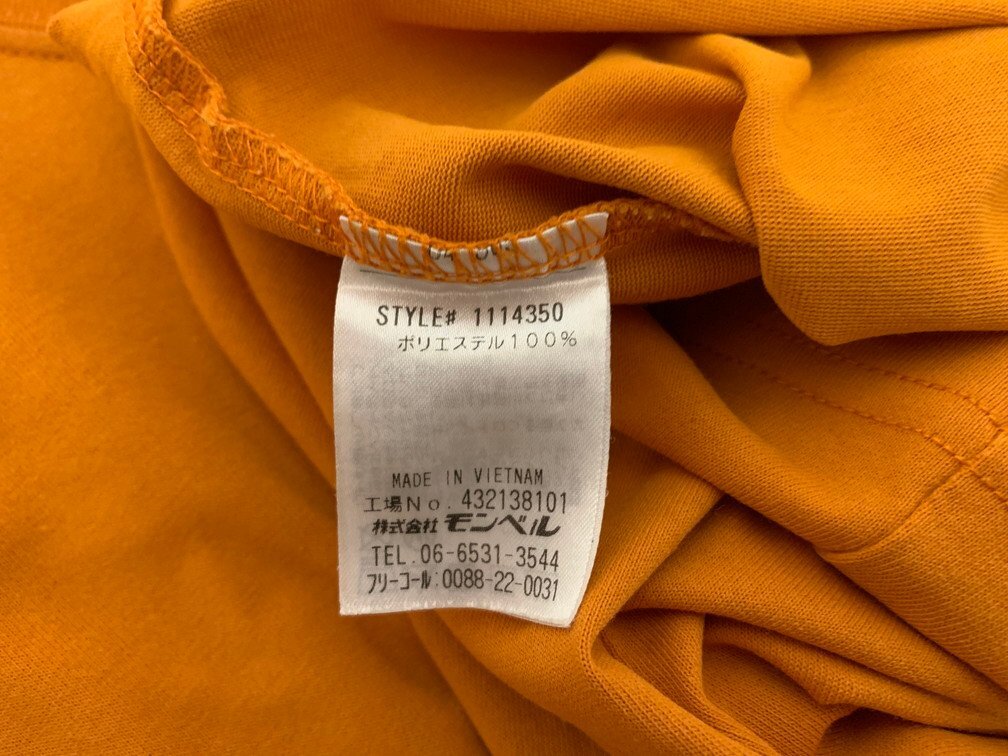 STYLE# 1114350
ポリエステル100%
MADE IN VIETNAM
工場No. 432138101
株式会社 モンベル
TEL.06-6531-3544
フリーコール:0088-22-0031